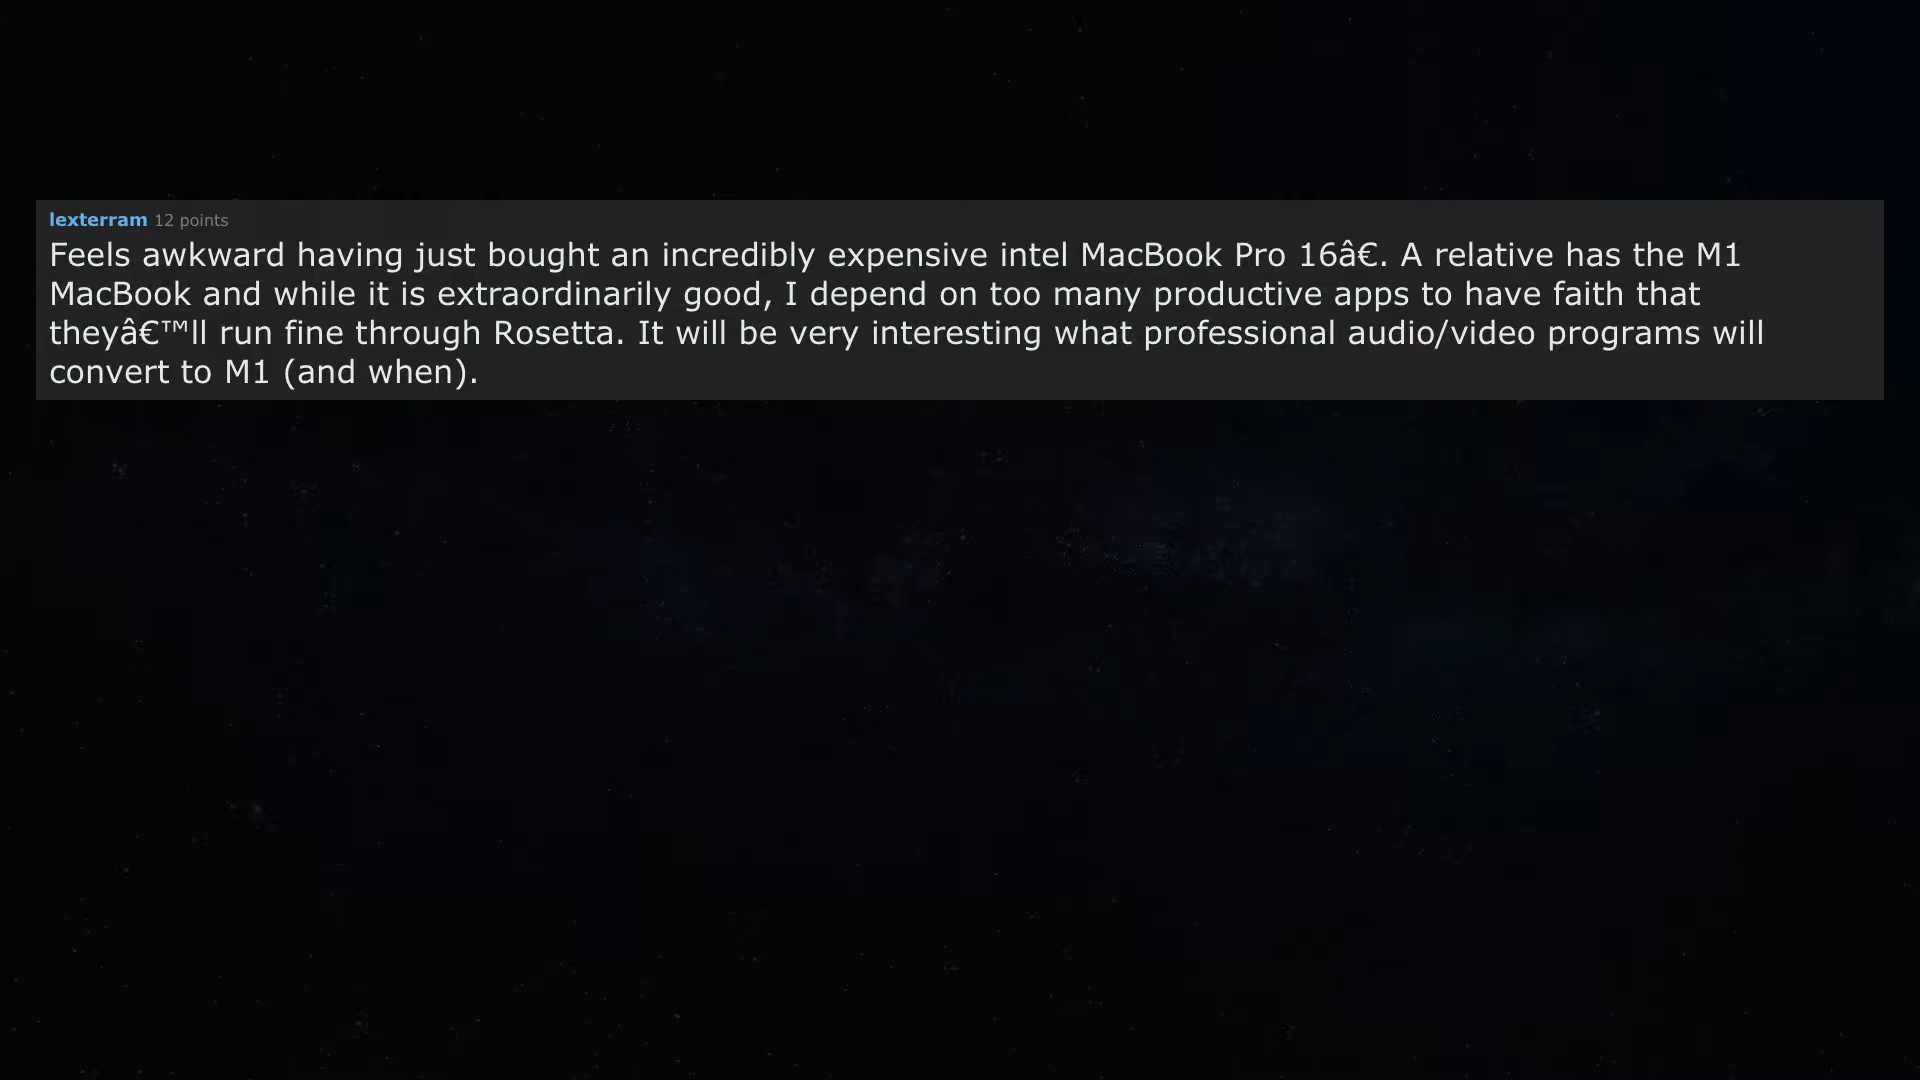 lexterram 12 points
Feels awkward having just bought an incredibly expensive intel MacBook Pro 16â€. A relative has the M1
MacBook and while it is extraordinarily good, I depend on too many productive apps to have faith that
theyâ€™ll run fine through Rosetta. It will be very interesting what professional audio/video programs will
convert to M1 (and when).